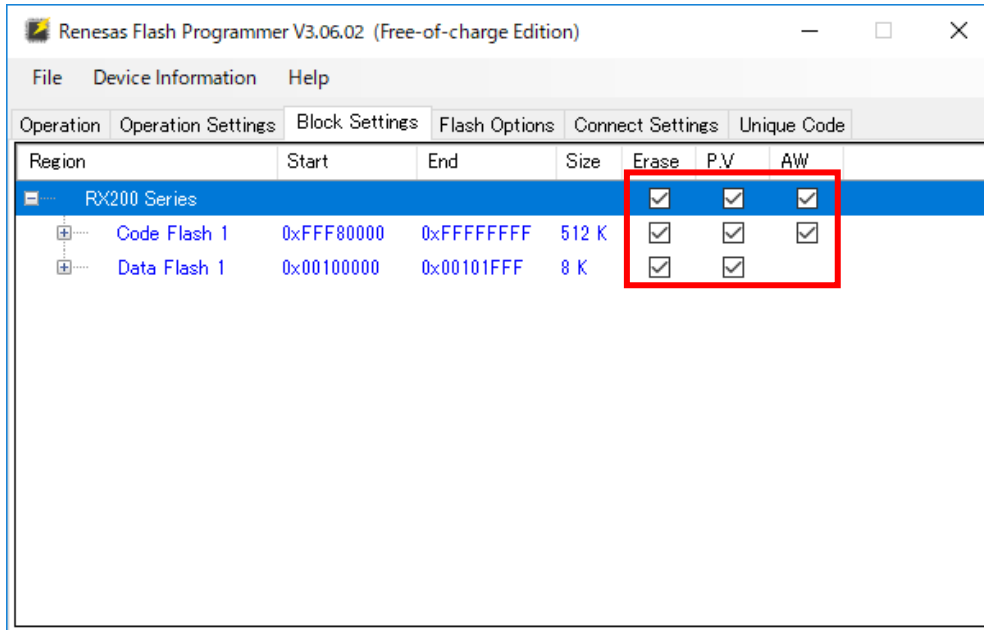 Renesas Flash Programmer V3.06.02 (Free-of-charge Edition)
File Device Information Help
Operation Operation Settings Block Settings Flash Options Connect Settings Unique Code
Region Start End Size Erase P.V AW
RX200 Series
Code Flash 1 0xFFF80000 0xFFFFFFFF 512 K
Data Flash 1 0x00100000 0x00101FFF 8 K